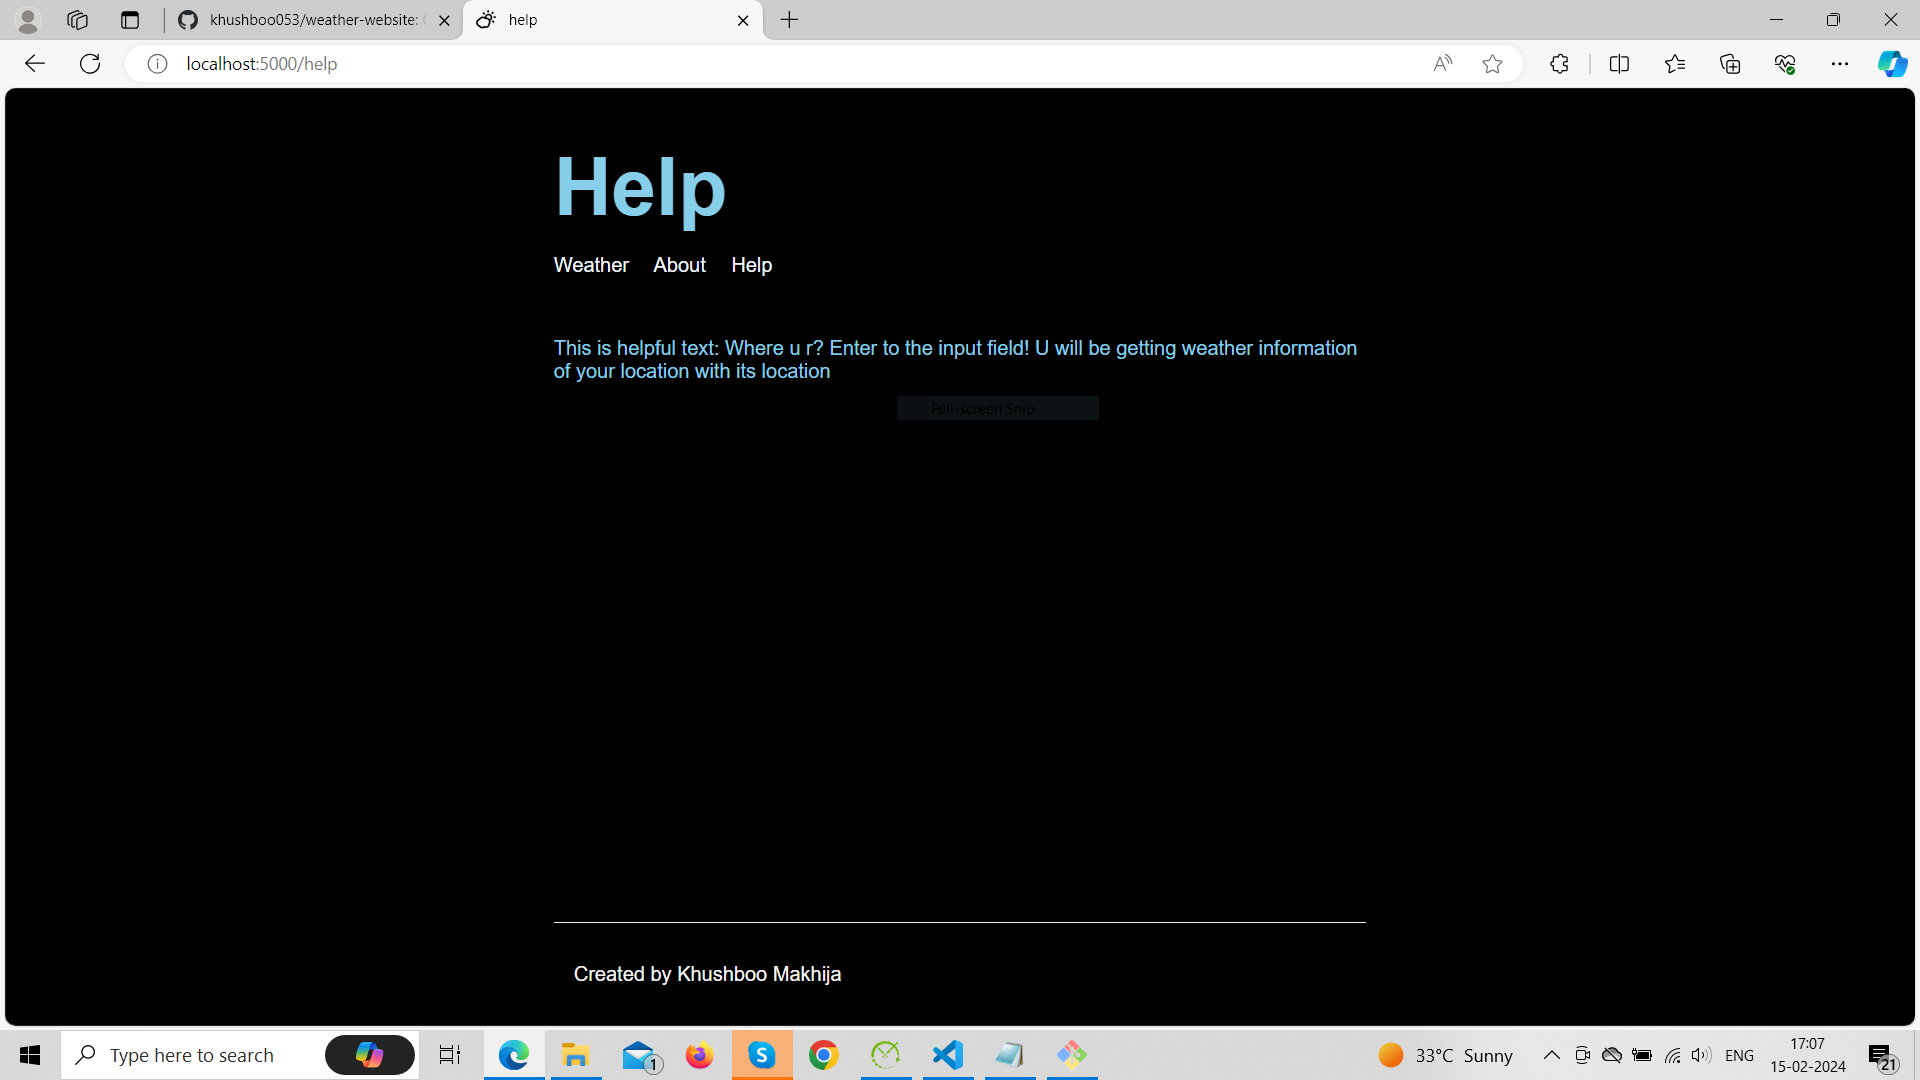 khushboo053/weather-website:
help
localhost:5000/help
Help
Weather About Help
This is helpful text: Where u r? Enter to the input field! U will be getting weather information
of your location with its location
Full-screen Snip
Created by Khushboo Makhija
Type here to search
1
33°C Sunny
ENG
17:07
15-02-2024
21